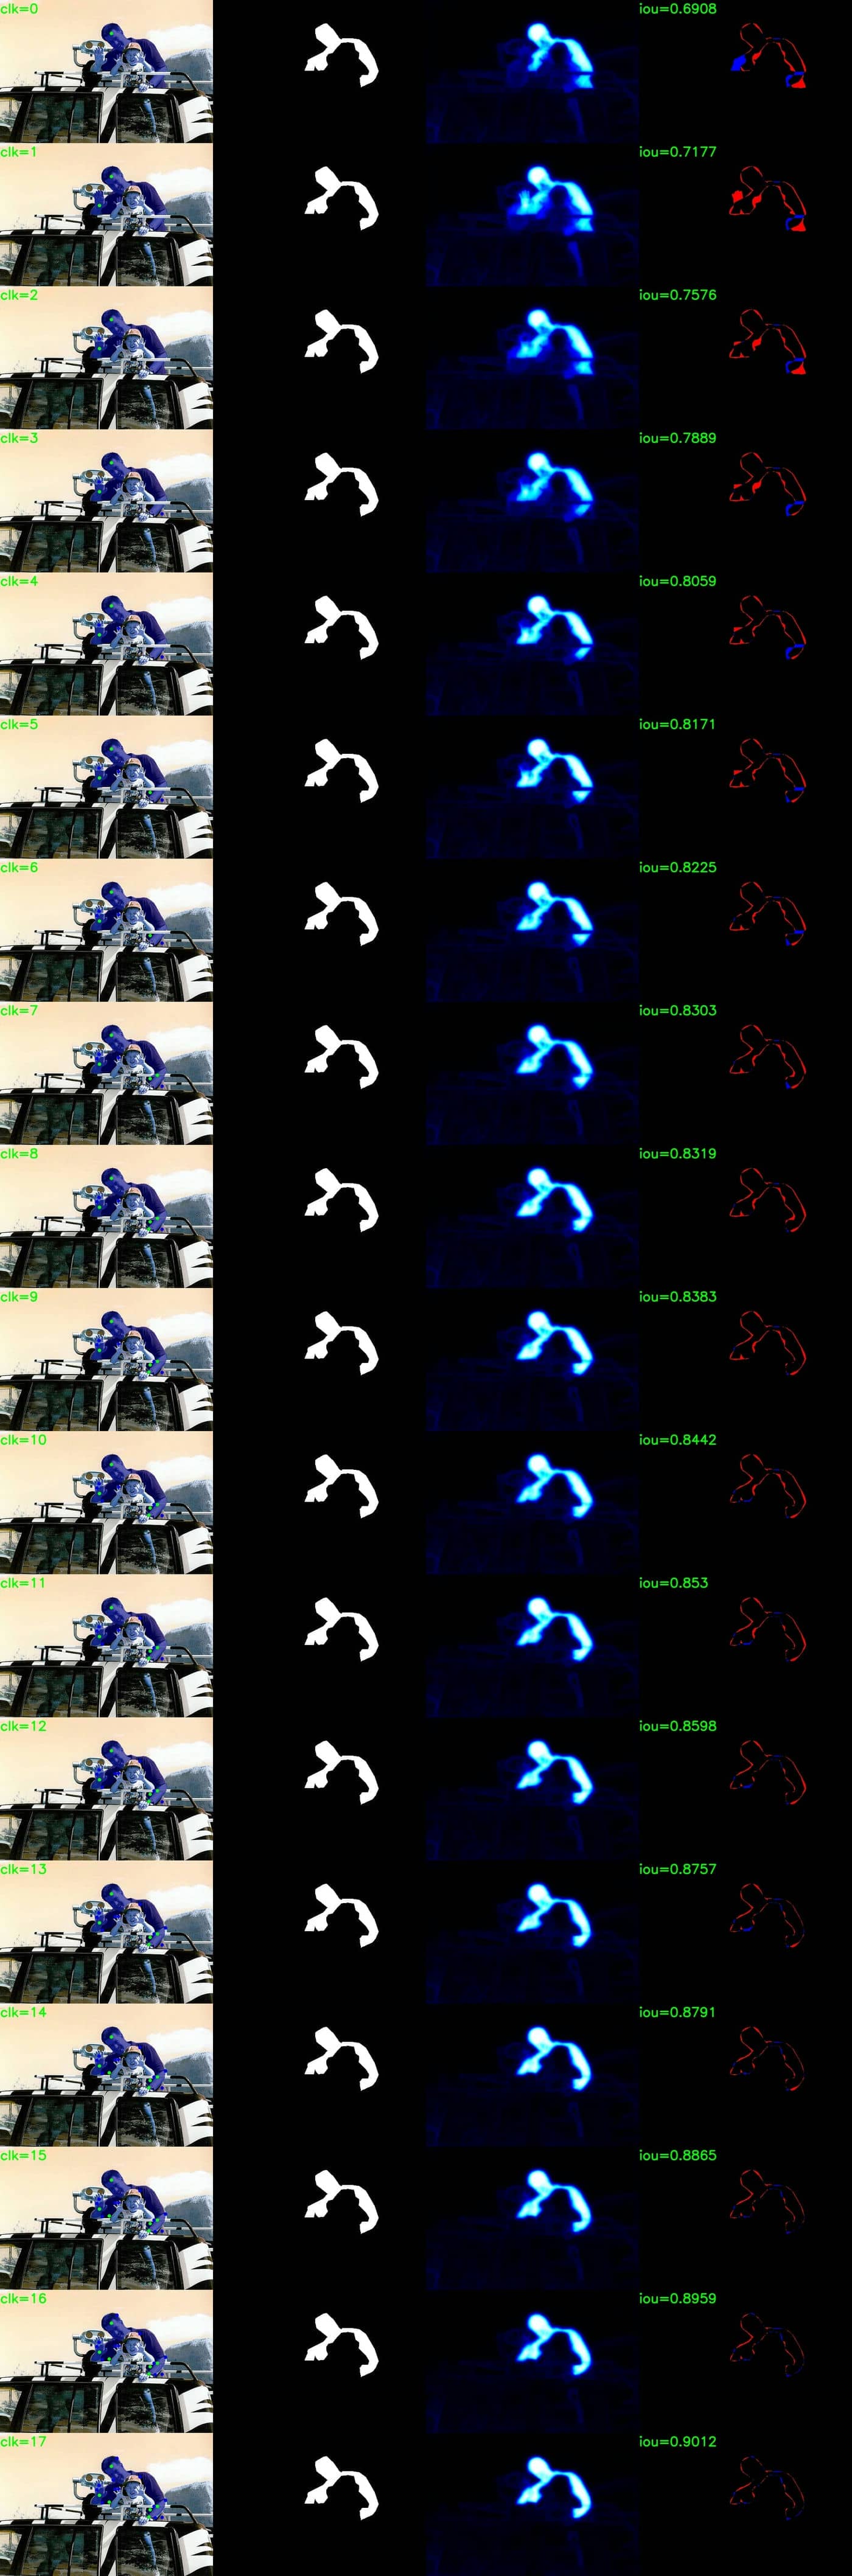 clk=0 iou=0.6908
clk=1 iou=0.7177
clk=2 iou=0.7576
clk=3 iou=0.7889
clk=4 iou=0.8059
clk=5 iou=0.8171
clk=6 iou=0.8225
clk=7 iou=0.8303
clk=8 iou=0.8319
clk=9 iou=0.8383
clk=10 iou=0.8442
clk=11 iou=0.853
clk=12 iou=0.8598
clk=13 iou=0.8757
clk=14 iou=0.8791
clk=15 iou=0.8865
clk=16 iou=0.8959
clk=17 iou=0.9012